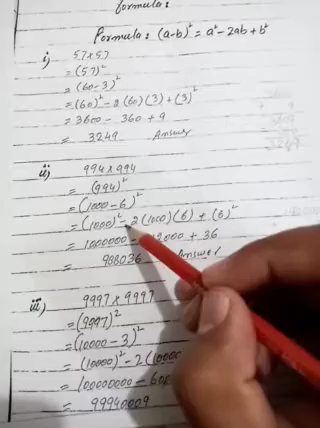 formula:
Formula: (a-b)² = a² - 2ab + b²
i) 57×57
= (57)²
= (60-3)²
= (60)² - 2(60)(3) + (3)²
= 3600 - 360 + 9
= 3249 Answer
ii) 994×994
= (994)²
= (1000-6)²
= (1000)² - 2(1000)(6) + (6)²
= 1000000 - 000 + 36
= 988036 Answer
iii) 9997×9997
= (9997)²
= (10000-3)²
= (10000)² - 2(10000
= 100000000 - 600
= 99940009